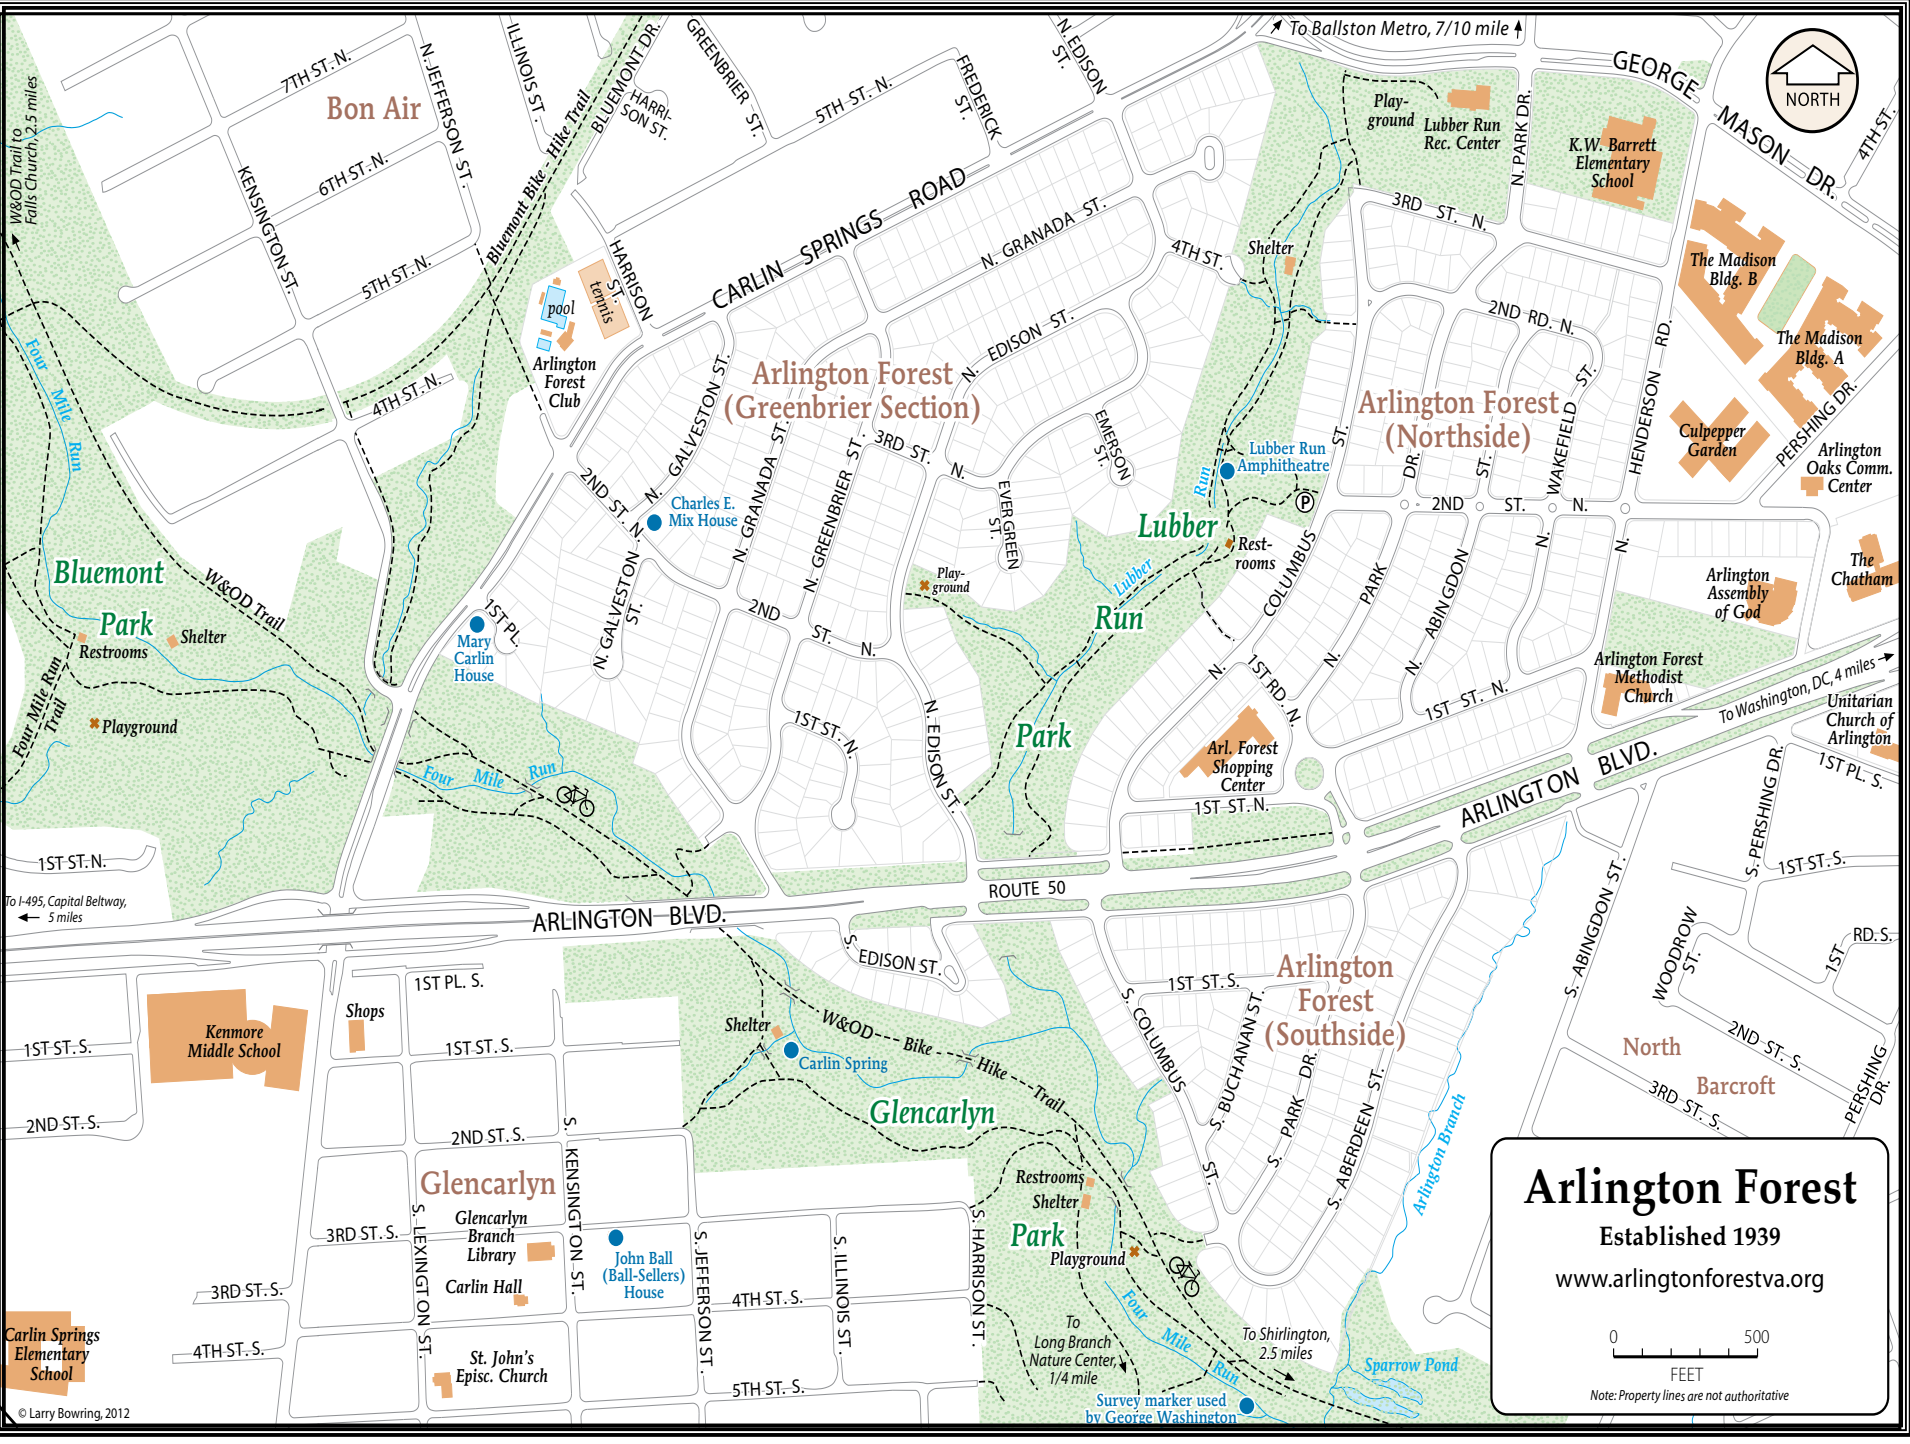 To Ballston Metro, 7/10 mile
GEORGE
MASON DR.
NORTH
4TH ST.
W&OD Trail to
Falls Church, 2.5 miles
7TH ST. N.
Bon Air
6TH ST. N.
5TH ST. N.
4TH ST. N.
KENSINGTON ST.
N. JEFFERSON ST.
ILLINOIS ST.
Bluemont Bike - Hike Trail
BLUEMONT DR.
HARRI-
SON ST.
GREENBRIER ST.
5TH ST. N.
FREDERICK
ST.
N. EDISON
ST.
HARRISON
ST.
tennis
pool
Arlington
Forest
Club
CARLIN SPRINGS ROAD
N. GRANADA ST.
N. EDISON ST.
4TH ST.
Shelter
Play-
ground
Lubber Run
Rec. Center
N. PARK DR.
K.W. Barrett
Elementary
School
3RD ST. N.
The Madison
Bldg. B
The Madison
Bldg. A
2ND RD. N.
N. HENDERSON RD.
Culpepper
Garden
PERSHING DR.
Arlington
Oaks Comm.
Center
The
Chatham
Arlington Forest
(Greenbrier Section)
Arlington Forest
(Northside)
N. GALVESTON ST.
N. GRANADA ST.
N. GREENBRIER ST.
3RD ST. N.
EMERSON
ST.
EVERGREEN
ST.
2ND ST. N.
Charles E.
Mix House
N. GALVESTON
ST.
1ST PL.
Mary
Carlin
House
2ND ST. N.
1ST ST. N.
N. EDISON ST.
Play-
ground
Lubber Run
Amphitheatre
P
Rest-
rooms
Lubber
Run
Park
Lubber
Run
N. COLUMBUS ST.
N. PARK DR.
N. ABINGDON ST.
N. WAKEFIELD ST.
2ND ST. N.
1ST RD. N.
1ST ST. N.
1ST ST. N.
Arl. Forest
Shopping
Center
Arlington
Assembly
of God
Arlington Forest
Methodist
Church
To Washington, DC, 4 miles
Unitarian
Church of
Arlington
1ST PL. S.
Four Mile Run
Bluemont
Park
Restrooms
Shelter
W&OD Trail
Four Mile Run
Trail
Playground
Four Mile Run
1ST ST. N.
To I-495, Capital Beltway,
5 miles
ARLINGTON BLVD.
ROUTE 50
ARLINGTON BLVD.
S. PERSHING DR.
1ST ST. S.
S. ABINGDON ST.
WOODROW
ST.
1ST RD. S.
2ND ST. S.
3RD ST. S.
PERSHING
DR.
North
Barcroft
S. EDISON ST.
Arlington
Forest
(Southside)
1ST ST. S.
S. COLUMBUS ST.
S. BUCHANAN ST.
S. PARK DR.
S. ABERDEEN ST.
Arlington Branch
Kenmore
Middle School
Shops
1ST PL. S.
1ST ST. S.
1ST ST. S.
2ND ST. S.
2ND ST. S.
Shelter
Carlin Spring
W&OD Bike - Hike Trail
Glencarlyn
Park
Restrooms
Shelter
Playground
Glencarlyn
Glencarlyn
Branch
Library
Carlin Hall
John Ball
(Ball-Sellers)
House
St. John's
Episc. Church
3RD ST. S.
3RD ST. S.
4TH ST. S.
4TH ST. S.
5TH ST. S.
S. LEXINGTON ST.
S. KENSINGTON ST.
S. JEFFERSON ST.
S. ILLINOIS ST.
S. HARRISON ST.
Carlin Springs
Elementary
School
To
Long Branch
Nature Center,
1/4 mile
Four Mile Run
To Shirlington,
2.5 miles
Survey marker used
by George Washington
Sparrow Pond
Arlington Forest
Established 1939
www.arlingtonforestva.org
0 500
FEET
Note: Property lines are not authoritative
© Larry Bowring, 2012